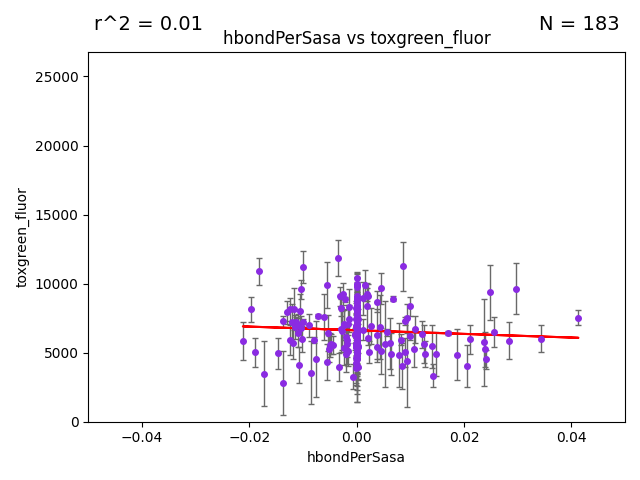 r^2 = 0.01
N = 183
hbondPerSasa vs toxgreen_fluor
25000
20000
15000
10000
5000
0
toxgreen_fluor
−0.04
−0.02
0.00
0.02
0.04
hbondPerSasa